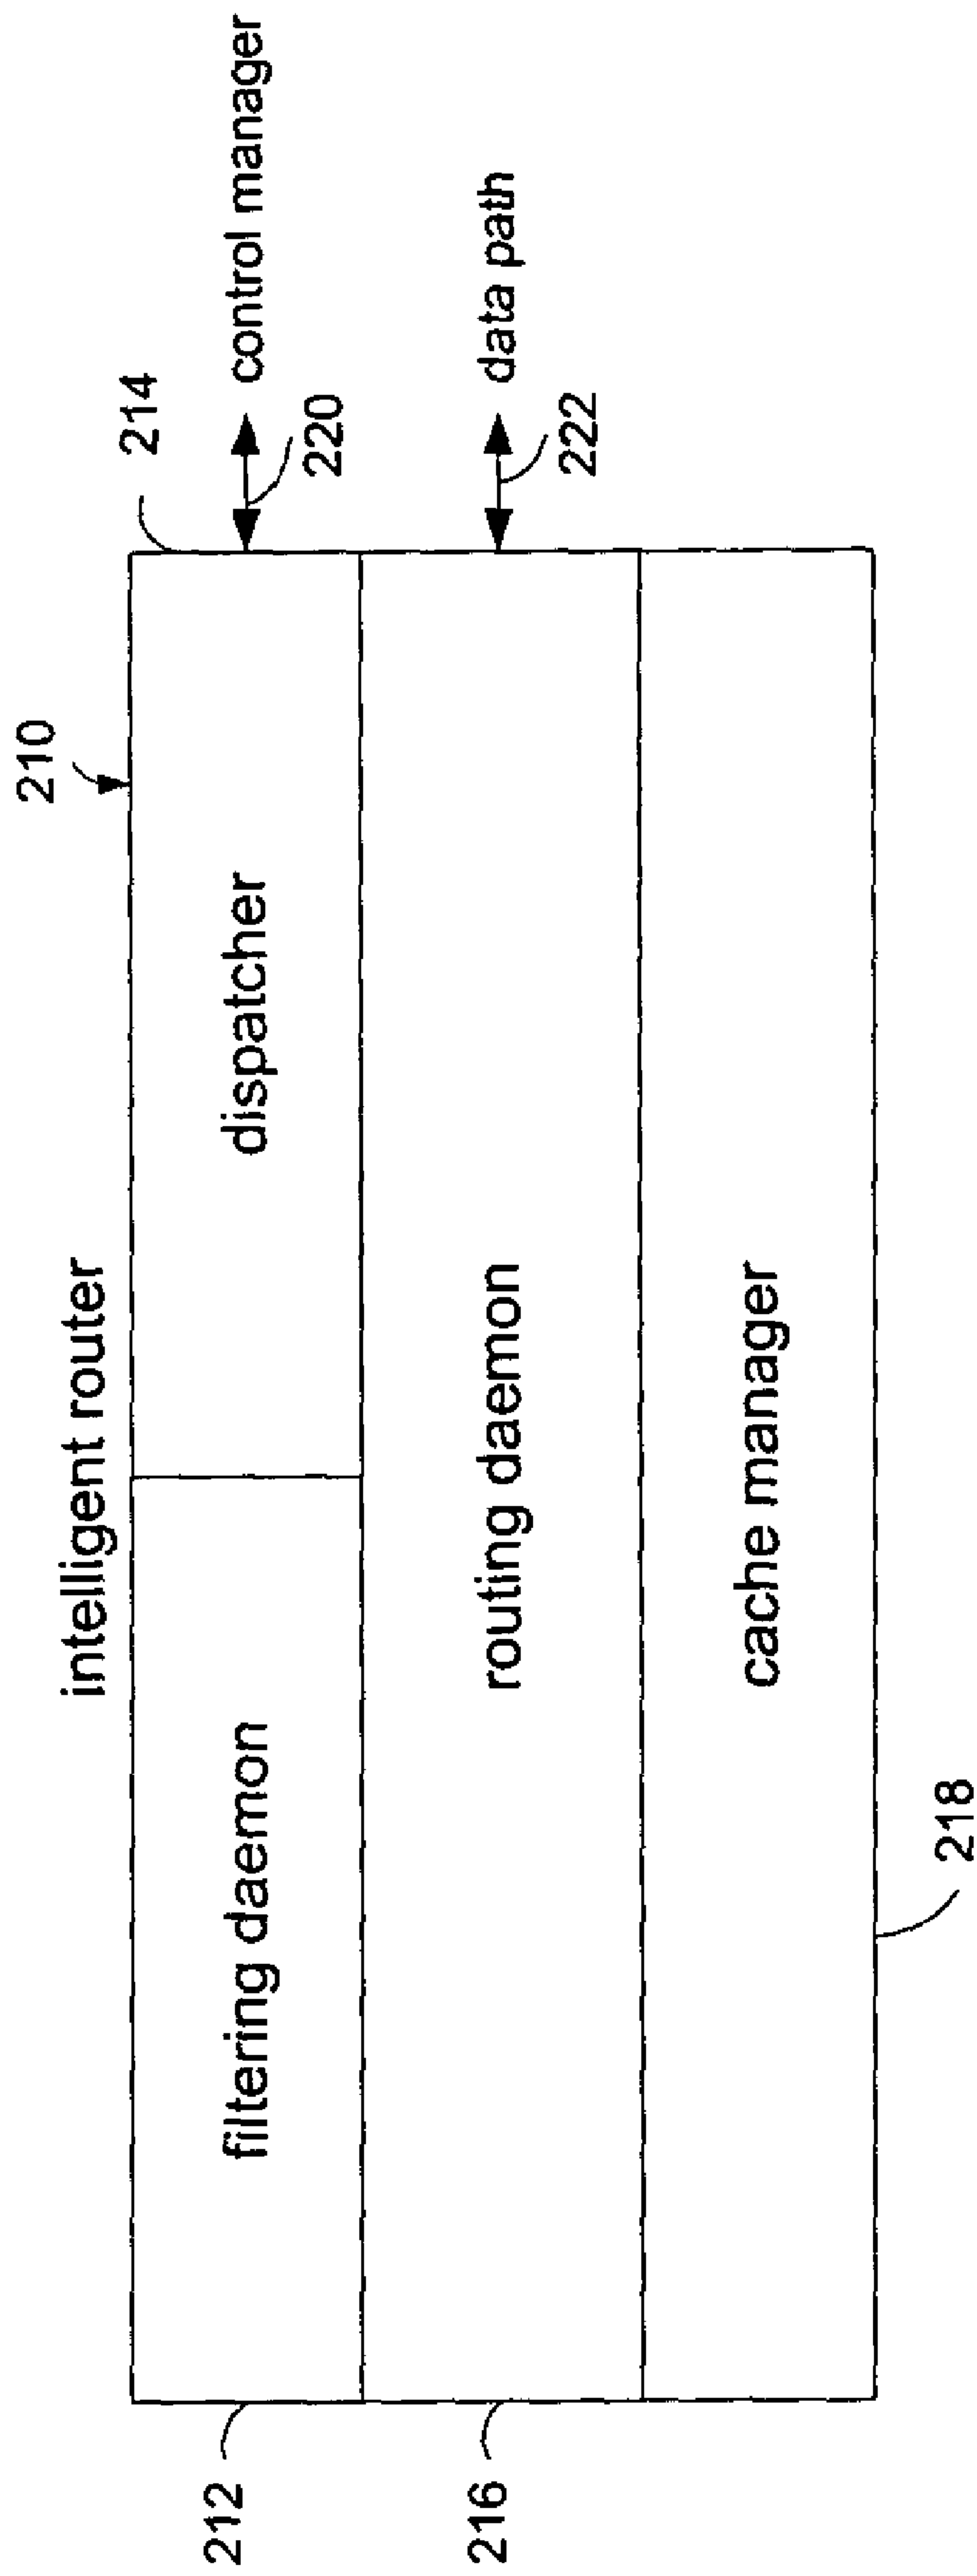 intelligent router
210
212
filtering daemon
dispatcher
214
control manager
220
216
routing daemon
data path
222
cache manager
218